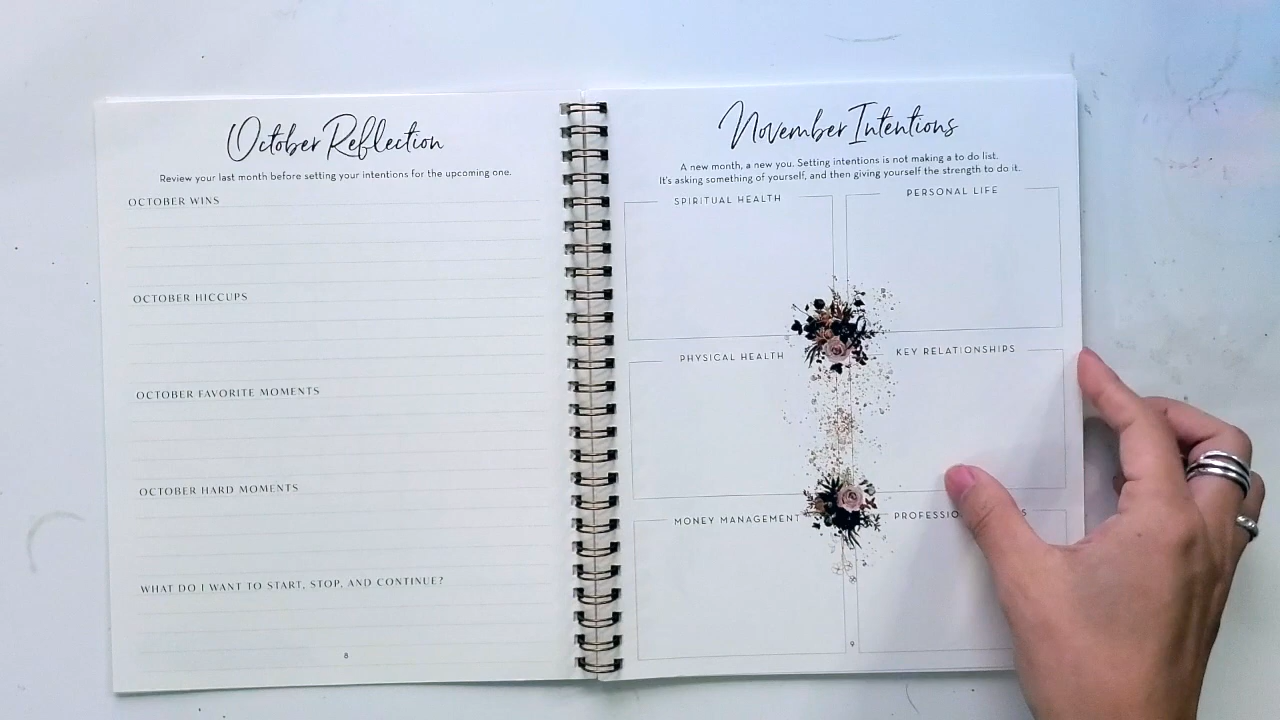 October Reflection
Review your last month before setting your intentions for the upcoming one.
OCTOBER WINS
OCTOBER HICCUPS
OCTOBER FAVORITE MOMENTS
OCTOBER HARD MOMENTS
WHAT DO I WANT TO START, STOP, AND CONTINUE?
8
November Intentions
A new month, a new you. Setting intentions is not making a to do list.
It's asking something of yourself, and then giving yourself the strength to do it.
SPIRITUAL HEALTH
PERSONAL LIFE
PHYSICAL HEALTH
KEY RELATIONSHIPS
MONEY MANAGEMENT
9